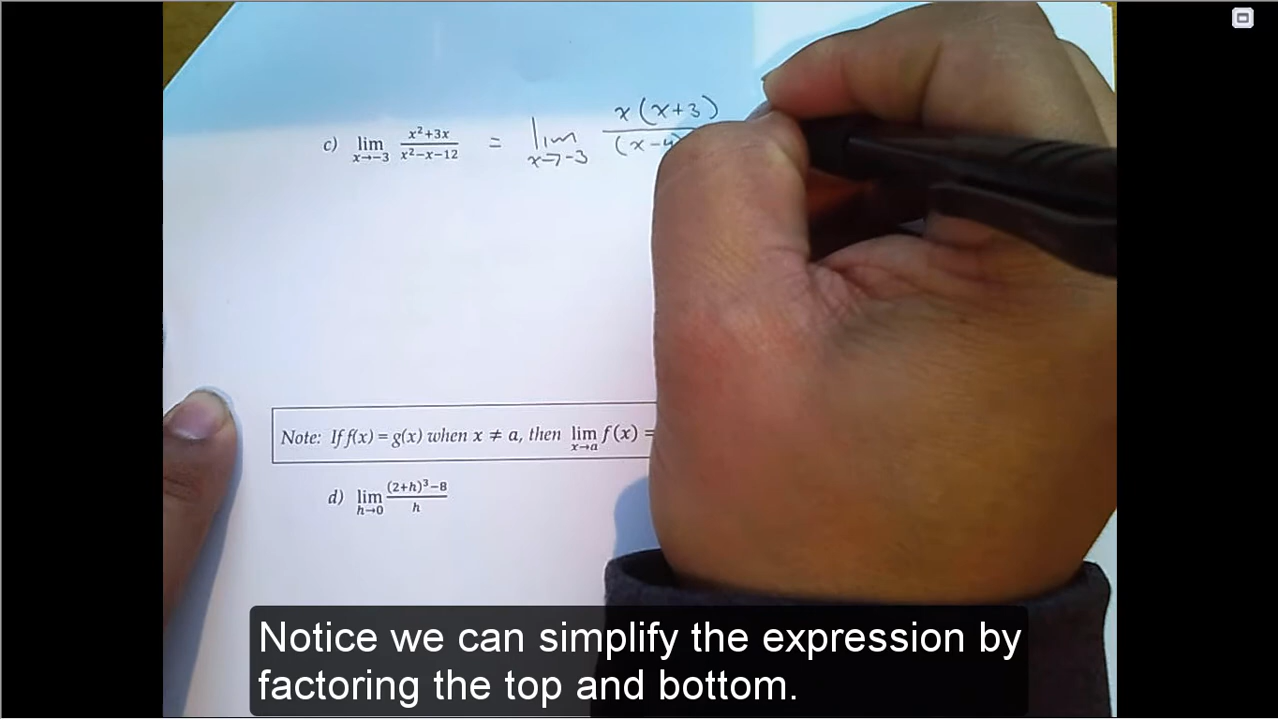 c) lim x→−3 x²+3x / x²−x−12 = lim x→−3 x(x+3) / (x−4)
Note: If f(x) = g(x) when x ≠ a, then lim x→a f(x) =
d) lim h→0 (2+h)³−8 / h
Notice we can simplify the expression by
factoring the top and bottom.